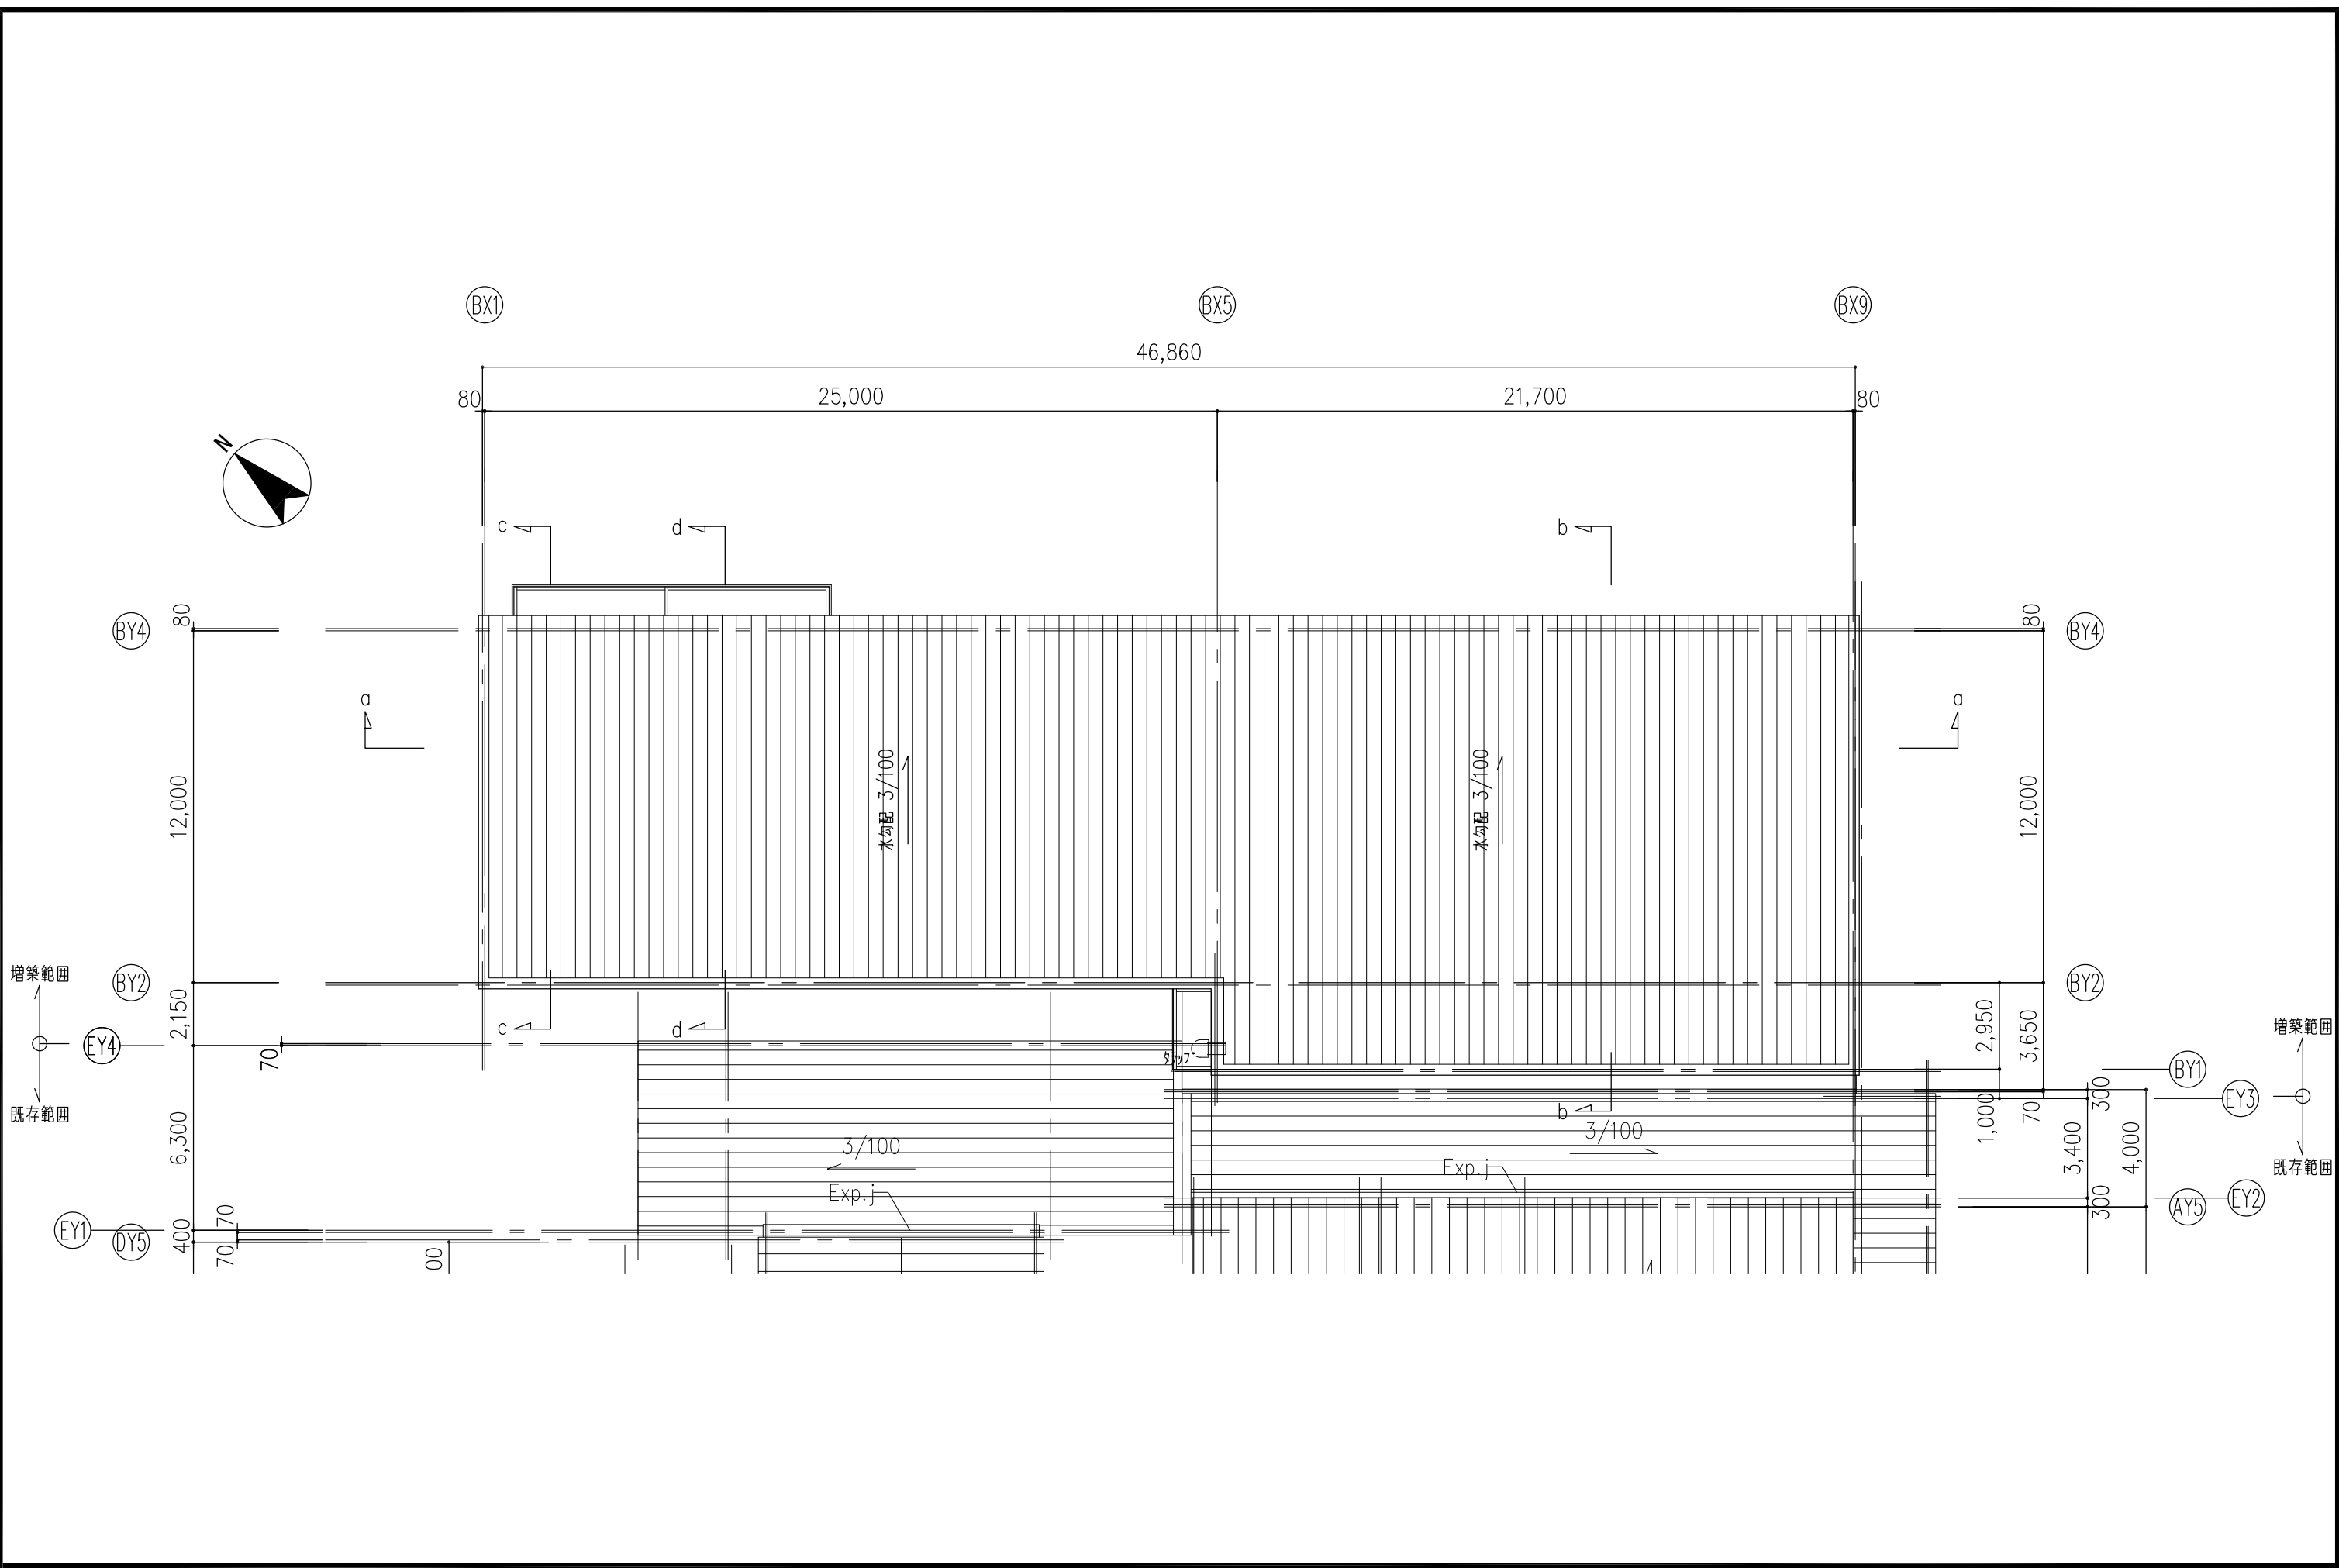 BX1 BX5 BX9
46,860
80 25,000 21,700 80
N
c d b
80 80
BY4 BY4
a a
12,000 水勾配 3/100 水勾配 3/100 12,000
増築範囲
BY2 BY2
2,150 2,950 3,650
増築範囲
c d
EY4
70
タラップ
BY1
既存範囲
b
300
EY3
1,000 70
6,300 3/100 3/100 3,400 4,000
既存範囲
Exp.j
Exp.j
EY2
300 AY5
70
EY1 DY5 400
70
00